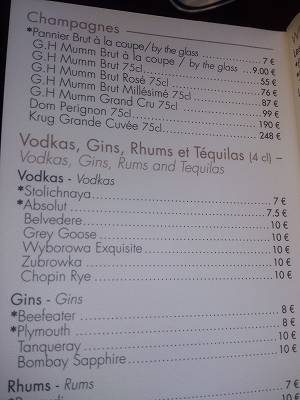 Champagnes
*Pannier Brut à la coupe/by the glass 7 €
G.H Mumm Brut à la coupe / by the glass ...9.00 €
G.H Mumm Brut 75cl 55 €
G.H Mumm Brut Rosé 75cl 76 €
G.H Mumm Brut Millésimé 75cl 87 €
G.H Mumm Grand Cru 75cl 99 €
Dom Perignon 75cl 190 €
Krug Grande Cuvée 75cl 248 €
Vodkas, Gins, Rhums et Téquilas (4 cl) –
Vodkas, Gins, Rums and Tequilas
Vodkas - Vodkas
*Stolichnaya 7 €
*Absolut 7.5 €
Belvedere 10 €
Grey Goose 10 €
Wyborowa Exquisite 10 €
Zubrowka 10 €
Chopin Rye 10 €
Gins - Gins
*Beefeater 8 €
*Plymouth 8 €
Tanqueray 10 €
Bombay Sapphire 10 €
Rhums - Rums
7 €
10 €